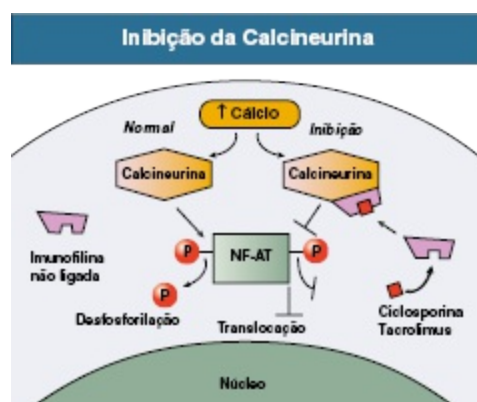 Inibição da Calcineurina
↑ Cálcio
Normal
Inibição
Calcineurina
Calcineurina
Imunofilina
não ligada
P
NF-AT
P
P
Desfosforilação
Translocação
Ciclosporina
Tacrolimus
Núcleo